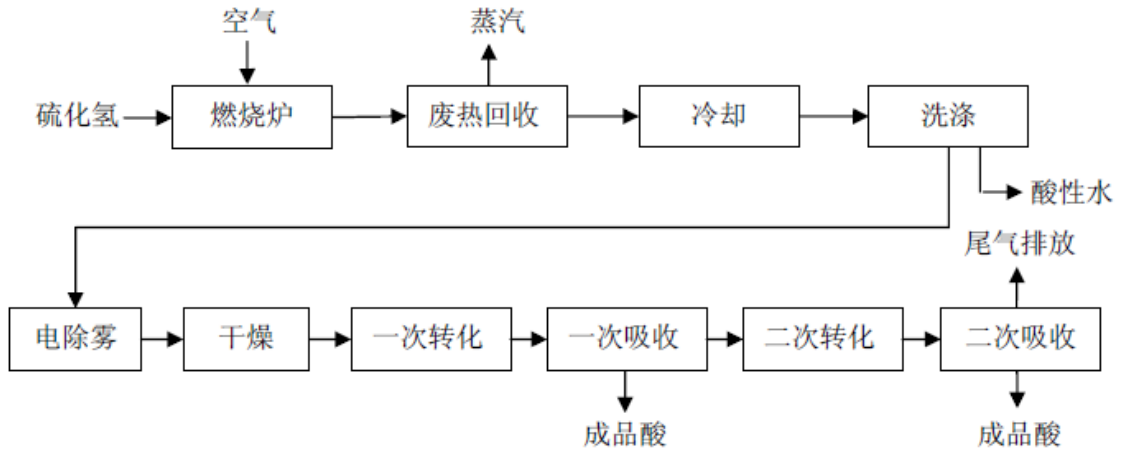 空气
蒸汽
硫化氢
燃烧炉
废热回收
冷却
洗涤
酸性水
尾气排放
电除雾
干燥
一次转化
一次吸收
二次转化
二次吸收
成品酸
成品酸